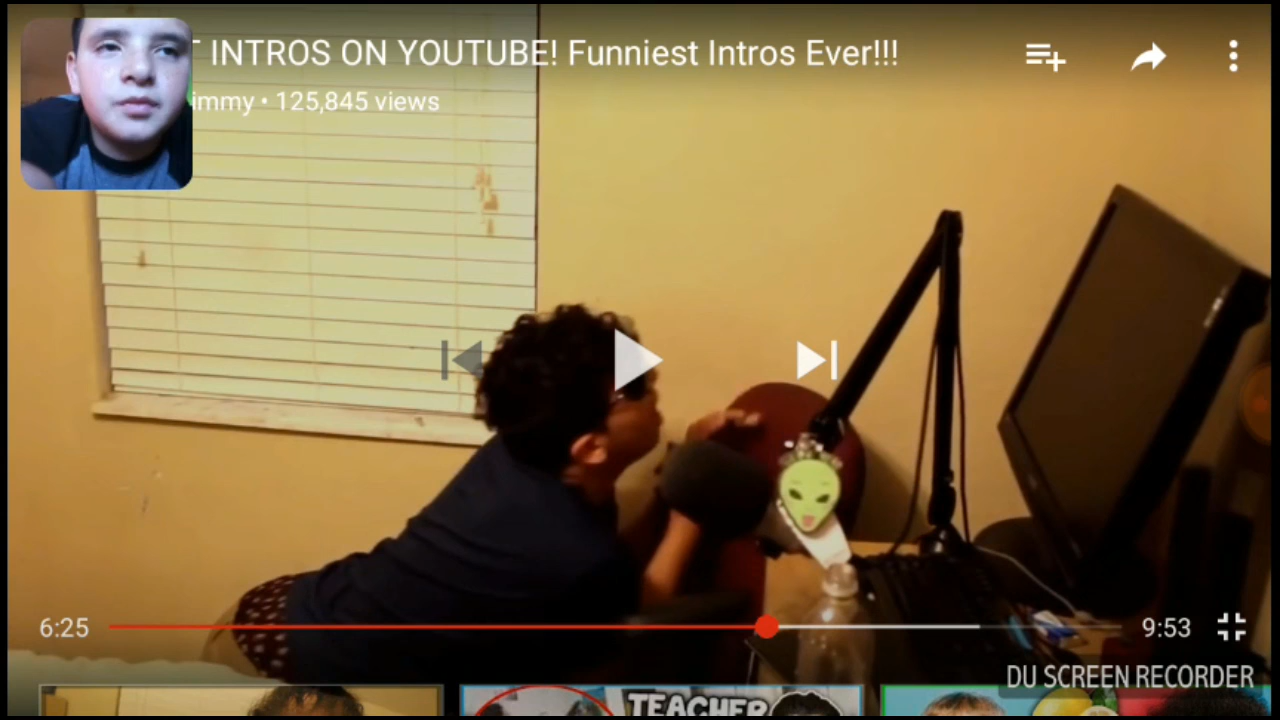 T INTROS ON YOUTUBE! Funniest Intros Ever!!!
immy • 125,845 views
6:25
9:53
DU SCREEN RECORDER
TEACHER